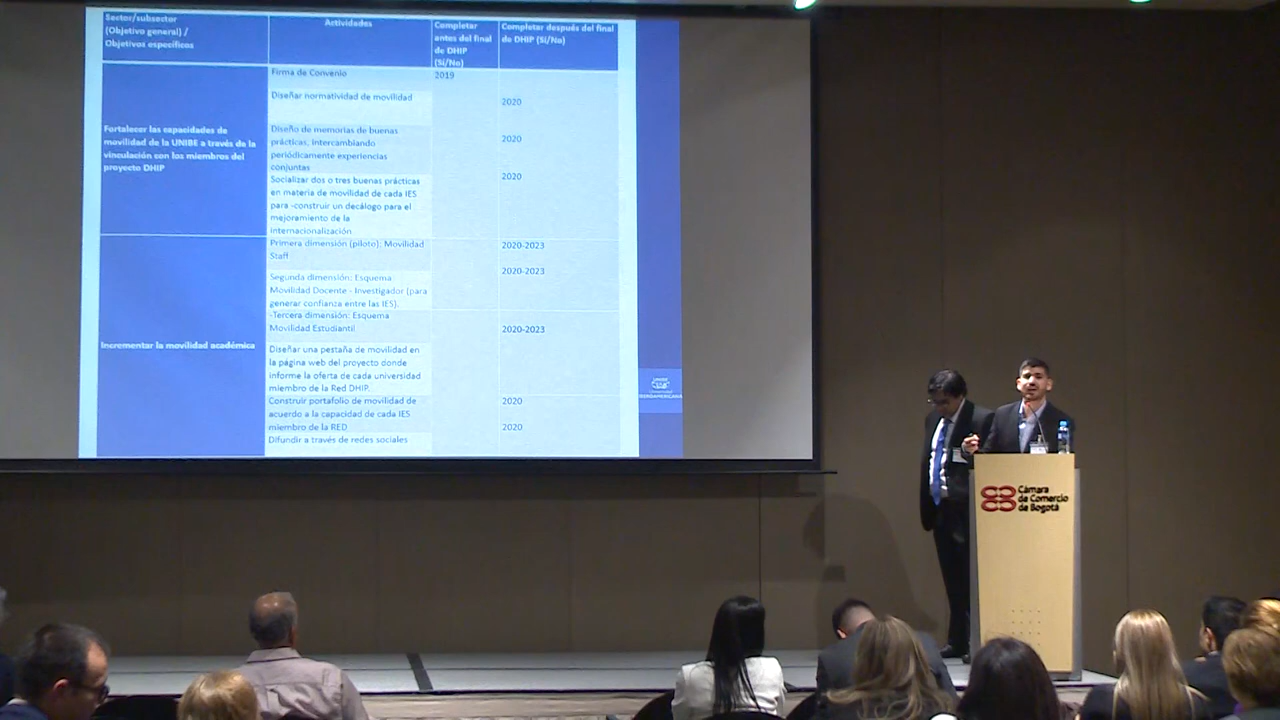 Sector/subsector
(Objetivo general) /
Objetivos específicos
Actividades
Completar
antes del final
de DHIP
(Sí/No)
Completar después del final
de DHIP (Sí/No)
Fortalecer las capacidades de
movilidad de la UNIBE a través de la
vinculación con los miembros del
proyecto DHIP
Firma de Convenio
2019
Diseñar normatividad de movilidad
2020
Diseño de memorias de buenas
prácticas, intercambiando
periódicamente experiencias
conjuntas
2020
Socializar dos o tres buenas prácticas
en materia de movilidad de cada IES
para -construir un decálogo para el
mejoramiento de la
internacionalización
2020
Incrementar la movilidad académica
Primera dimensión (piloto): Movilidad
Staff
2020-2023
Segunda dimensión: Esquema
Movilidad Docente - Investigador (para
generar confianza entre las IES).
2020-2023
-Tercera dimensión: Esquema
Movilidad Estudiantil
2020-2023
Diseñar una pestaña de movilidad en
la página web del proyecto donde
informe la oferta de cada universidad
miembro de la Red DHIP.
Construir portafolio de movilidad de
acuerdo a la capacidad de cada IES
miembro de la RED
2020
2020
Difundir a través de redes sociales
UNIBE
IBEROAMERICANA
Cámara
de Comercio
de Bogotá